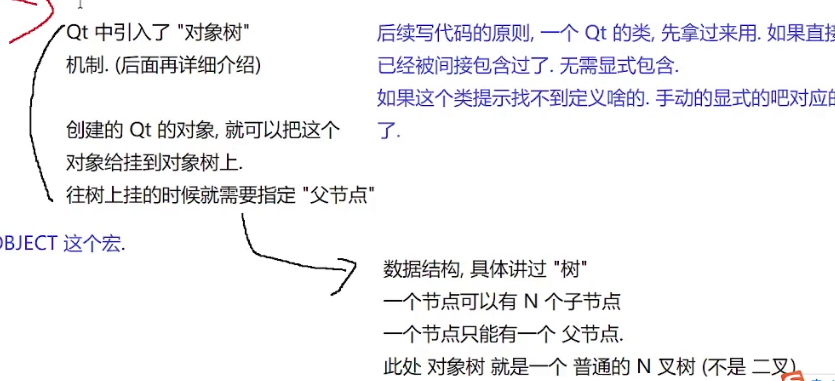 Qt 中引入了 "对象树"
机制. (后面再详细介绍)
创建的 Qt 的对象, 就可以把这个
对象给挂到对象树上.
往树上挂的时候就需要指定 "父节点"
后续写代码的原则, 一个 Qt 的类, 先拿过来用. 如果直接
已经被间接包含过了. 无需显式包含.
如果这个类提示找不到定义啥的. 手动的显式的吧对应的
了.
OBJECT 这个宏.
数据结构, 具体讲过 "树"
一个节点可以有 N 个子节点
一个节点只能有一个 父节点.
此处 对象树 就是一个 普通的 N 叉树 (不是 二叉)